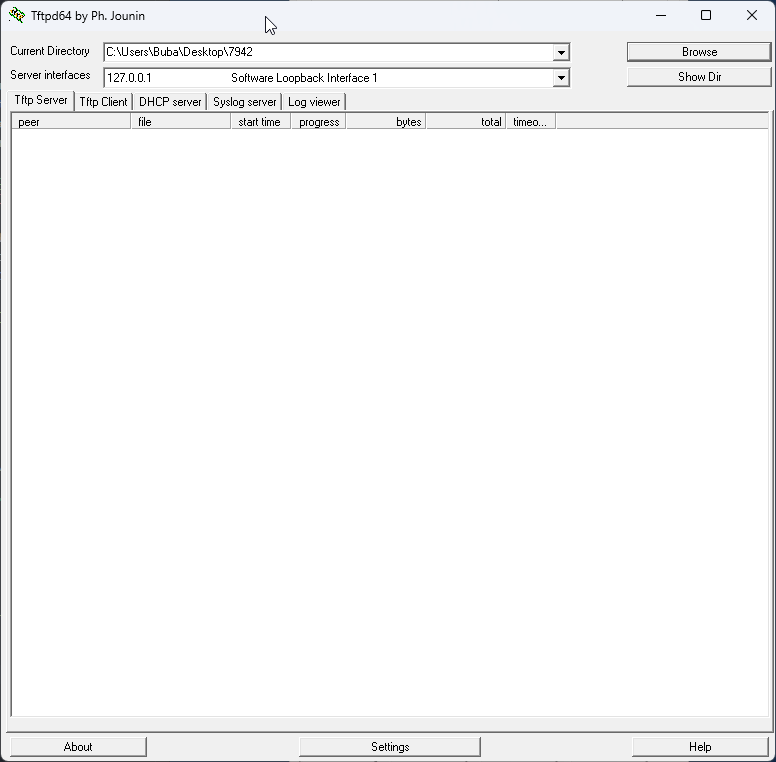 Tftpd64 by Ph. Jounin
Current Directory C:\Users\Buba\Desktop\7942 Browse
Server interfaces 127.0.0.1 Software Loopback Interface 1 Show Dir
Tftp Server Tftp Client DHCP server Syslog server Log viewer
peer file start time progress bytes total timeo...
About Settings Help